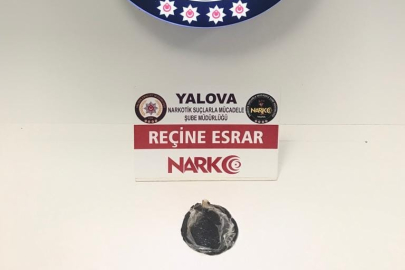 YALOVA
NARKOTİK SUÇLARLA MÜCADELE
ŞUBE MÜDÜRLÜĞÜ
NARKO
REÇİNE ESRAR
NARKO